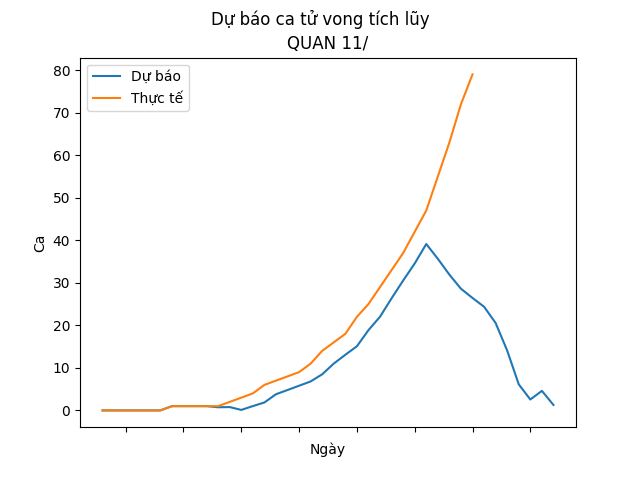 Dự báo ca tử vong tích lũy
QUAN 11/
Dự báo
Thực tế
80
70
60
50
40
30
20
10
0
Ca
Ngày